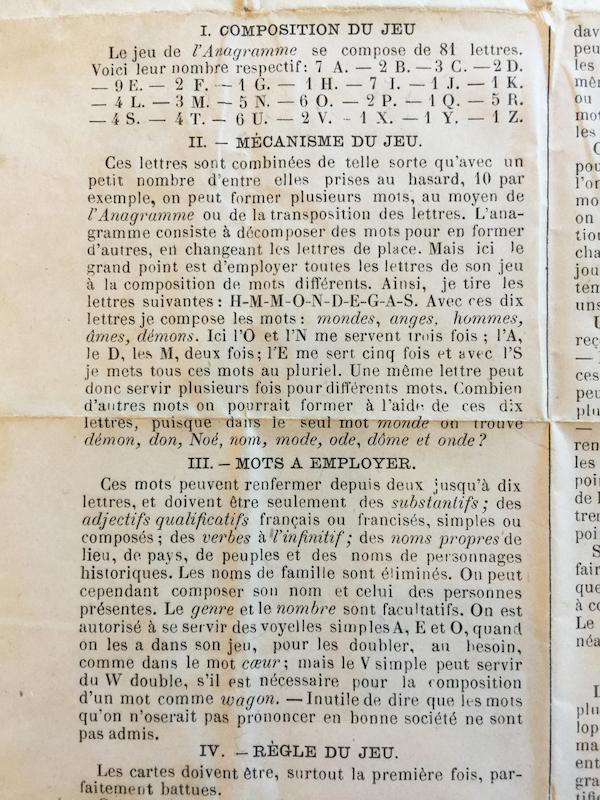 I. COMPOSITION DU JEU
Le jeu de l'Anagramme se compose de 81 lettres.
Voici leur nombre respectif: 7 A. — 2 B. — 3 C. — 2 D.
— 9 E. — 2 F. — 1 G. — 1 H. — 7 I. — 1 J. — 1 K.
— 4 L. — 3 M. — 5 N. — 6 O. — 2 P. — 1 Q. — 5 R.
— 4 S. — 4 T. — 6 U. — 2 V. — 1 X. — 1 Y. — 1 Z.
II. — MÉCANISME DU JEU.
Ces lettres sont combinées de telle sorte qu'avec un
petit nombre d'entre elles prises au hasard, 10 par
exemple, on peut former plusieurs mots, au moyen de
l'Anagramme ou de la transposition des lettres. L'ana-
gramme consiste à décomposer des mots pour en former
d'autres, en changeant les lettres de place. Mais ici le
grand point est d'employer toutes les lettres de son jeu
à la composition de mots différents. Ainsi, je tire les
lettres suivantes : H-M-M-O-N-D-E-G-A-S. Avec ces dix
lettres je compose les mots : mondes, anges, hommes,
âmes, démons. Ici l'O et l'N me servent trois fois ; l'A,
le D, les M, deux fois; l'E me sert cinq fois et avec l'S
je mets tous ces mots au pluriel. Une même lettre peut
donc servir plusieurs fois pour différents mots. Combien
d'autres mots on pourrait former à l'aide de ces dix
lettres, puisque dans le seul mot monde on trouve
démon, don, Noé, nom, mode, ode, dôme et onde ?
III. — MOTS A EMPLOYER.
Ces mots peuvent renfermer depuis deux jusqu'à dix
lettres, et doivent être seulement des substantifs ; des
adjectifs qualificatifs français ou francisés, simples ou
composés ; des verbes à l'infinitif ; des noms propres de
lieu, de pays, de peuples et des noms de personnages
historiques. Les noms de famille sont éliminés. On peut
cependant composer son nom et celui des personnes
présentes. Le genre et le nombre sont facultatifs. On est
autorisé à se servir des voyelles simples A, E et O, quand
on les a dans son jeu, pour les doubler, au besoin,
comme dans le mot cœur ; mais le V simple peut servir
du W double, s'il est nécessaire pour la composition
d'un mot comme wagon. — Inutile de dire que les mots
qu'on n'oserait pas prononcer en bonne société ne sont
pas admis.
IV. — RÈGLE DU JEU.
Les cartes doivent être, surtout la première fois, par-
faitement battues.